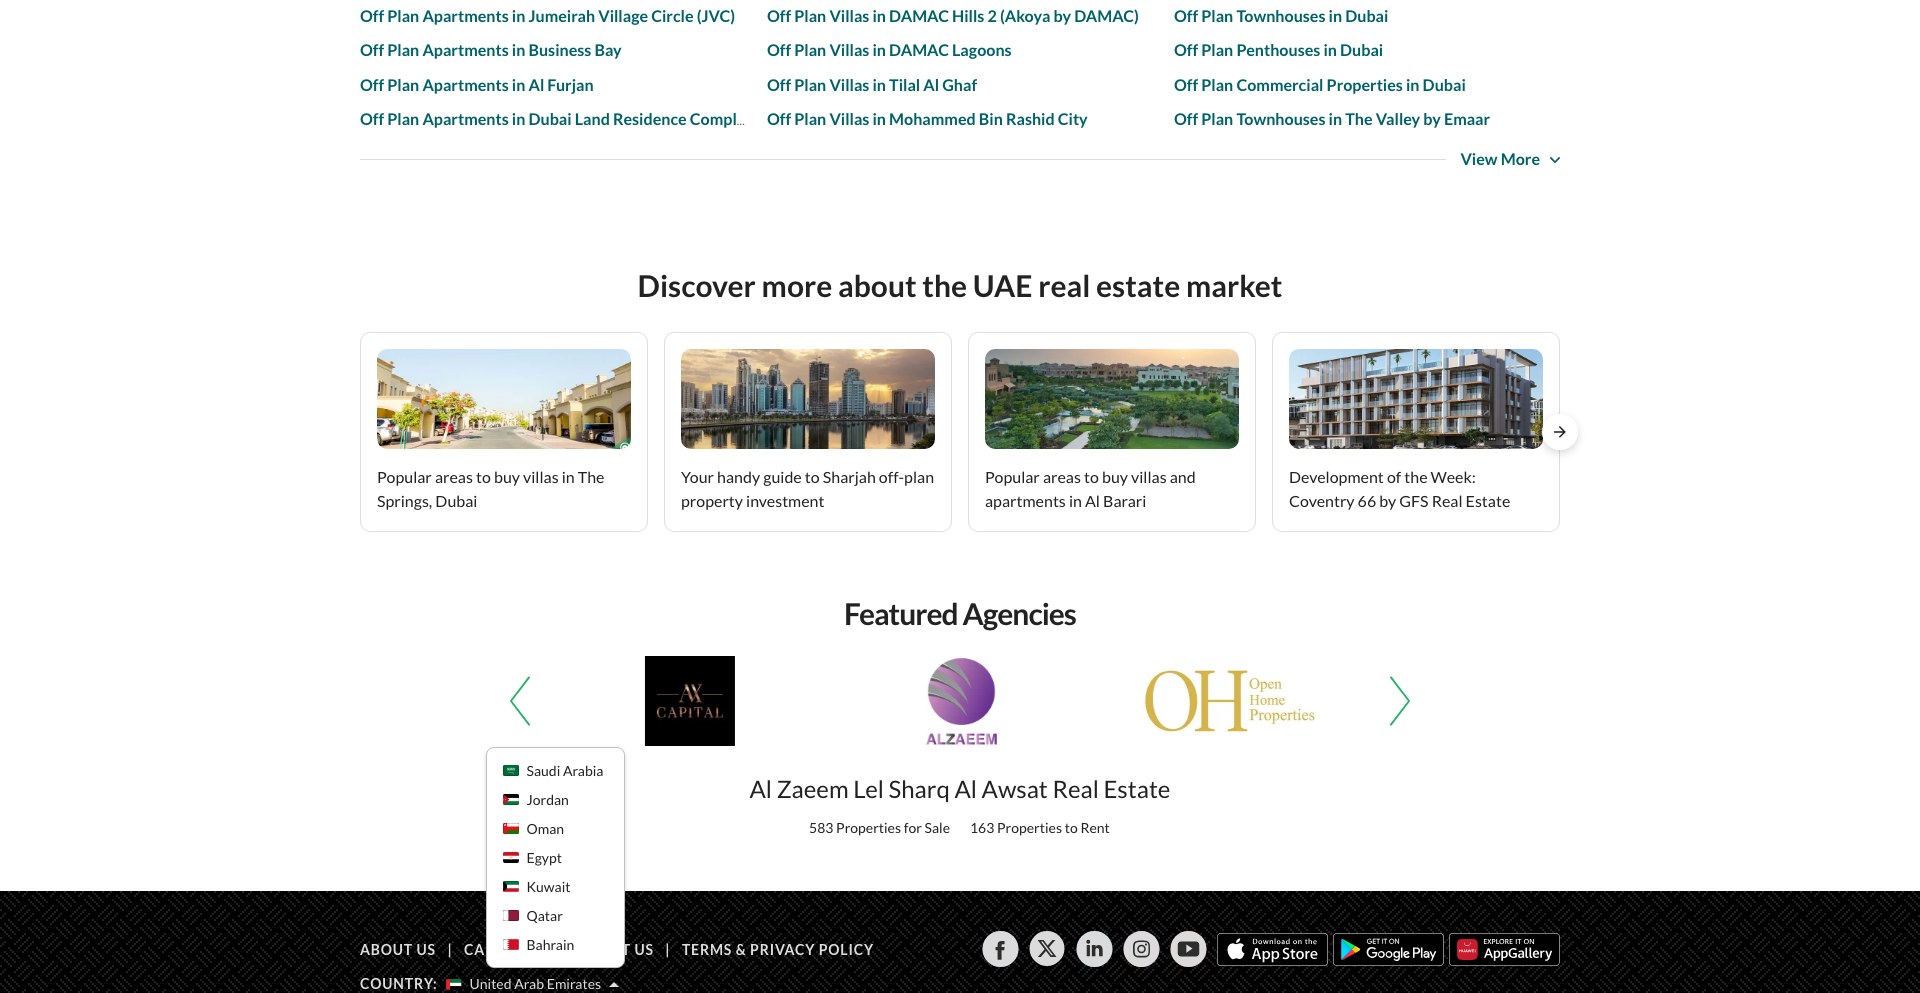 Off Plan Apartments in Jumeirah Village Circle (JVC)
Off Plan Villas in DAMAC Hills 2 (Akoya by DAMAC)
Off Plan Townhouses in Dubai
Off Plan Apartments in Business Bay
Off Plan Villas in DAMAC Lagoons
Off Plan Penthouses in Dubai
Off Plan Apartments in Al Furjan
Off Plan Villas in Tilal Al Ghaf
Off Plan Commercial Properties in Dubai
Off Plan Apartments in Dubai Land Residence Compl...
Off Plan Villas in Mohammed Bin Rashid City
Off Plan Townhouses in The Valley by Emaar
View More
Discover more about the UAE real estate market
Popular areas to buy villas in The
Springs, Dubai
Your handy guide to Sharjah off-plan
property investment
Popular areas to buy villas and
apartments in Al Barari
Development of the Week:
Coventry 66 by GFS Real Estate
Featured Agencies
AX
CAPITAL
ALZAEEM
OH Open
Home
Properties
Al Zaeem Lel Sharq Al Awsat Real Estate
583 Properties for Sale 163 Properties to Rent
Saudi Arabia
Jordan
Oman
Egypt
Kuwait
Qatar
Bahrain
ABOUT US | CA T US | TERMS & PRIVACY POLICY
Download on the
App Store
GET IT ON
Google Play
HUAWEI
EXPLORE IT ON
AppGallery
COUNTRY: United Arab Emirates